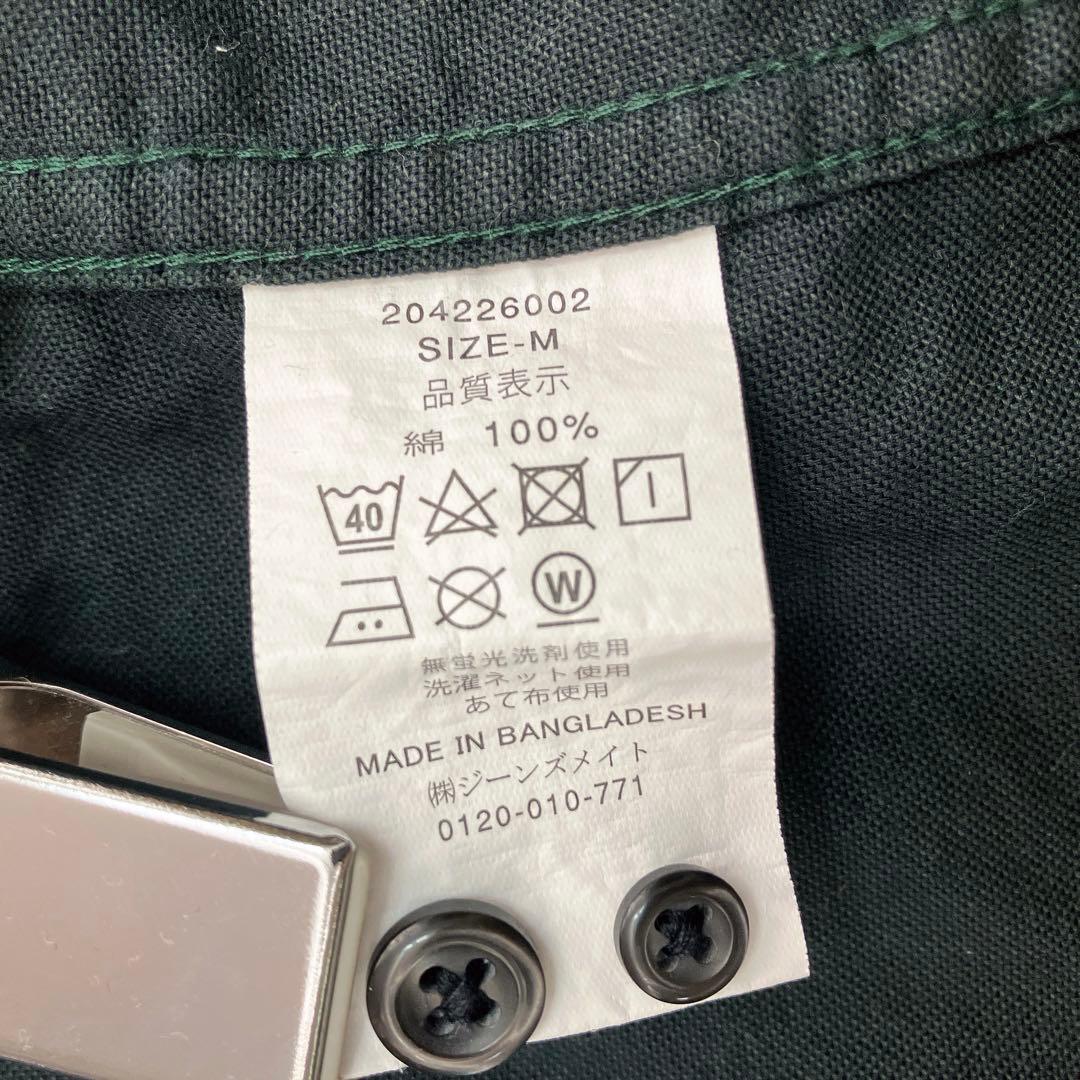 204226002
SIZE-M
品質表示
綿 100%
40
W
無蛍光洗剤使用
洗濯ネット使用
あて布使用
MADE IN BANGLADESH
㈱ジーンズメイト
0120-010-771